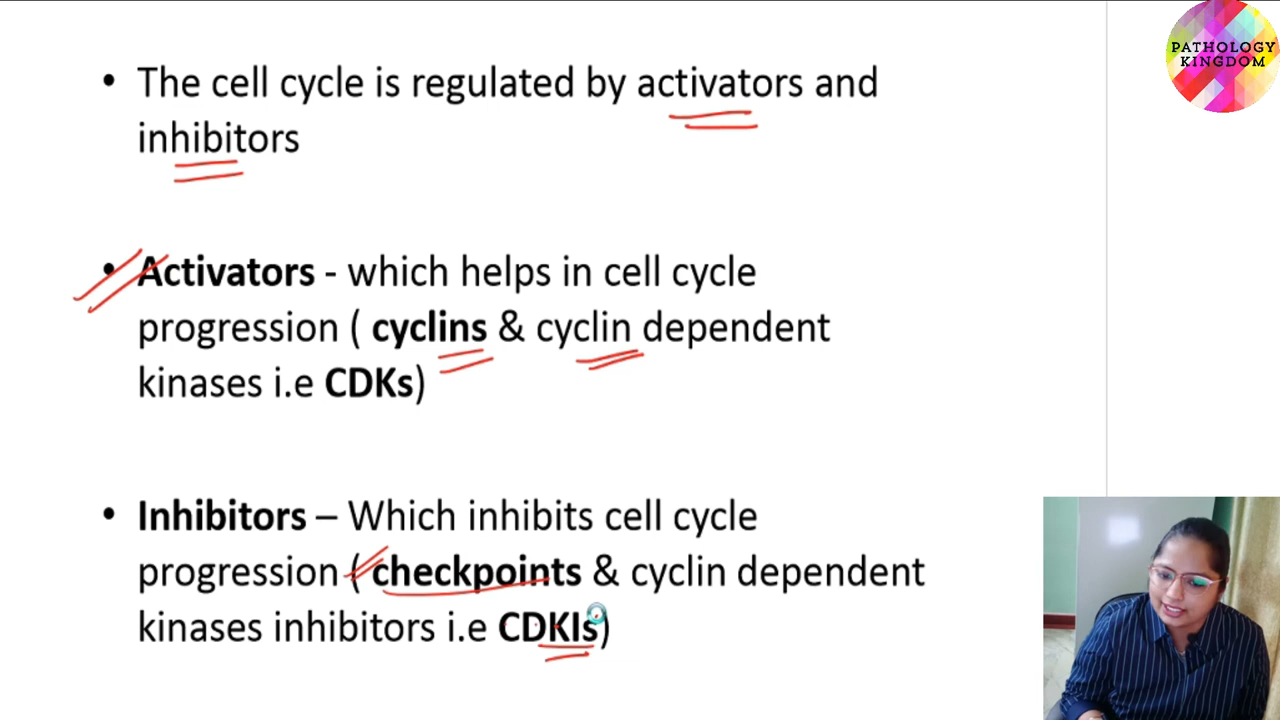 PATHOLOGY
KINGDOM
• The cell cycle is regulated by activators and
inhibitors
• Activators - which helps in cell cycle
progression ( cyclins & cyclin dependent
kinases i.e CDKs)
• Inhibitors – Which inhibits cell cycle
progression ( checkpoints & cyclin dependent
kinases inhibitors i.e CDKIs)